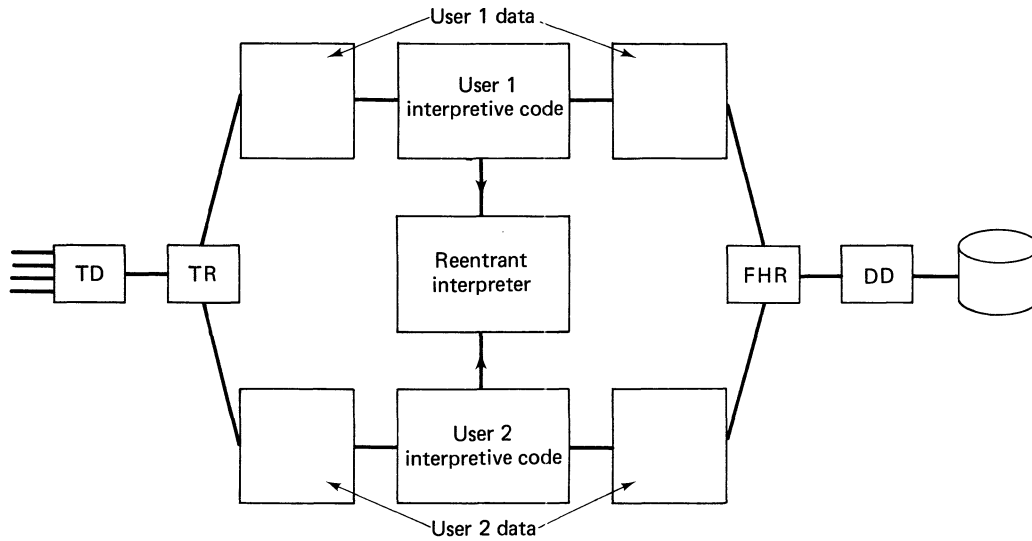 User 1 data
User 1
interpretive code
Reentrant
interpreter
TD
TR
FHR
DD
User 2
interpretive code
User 2 data